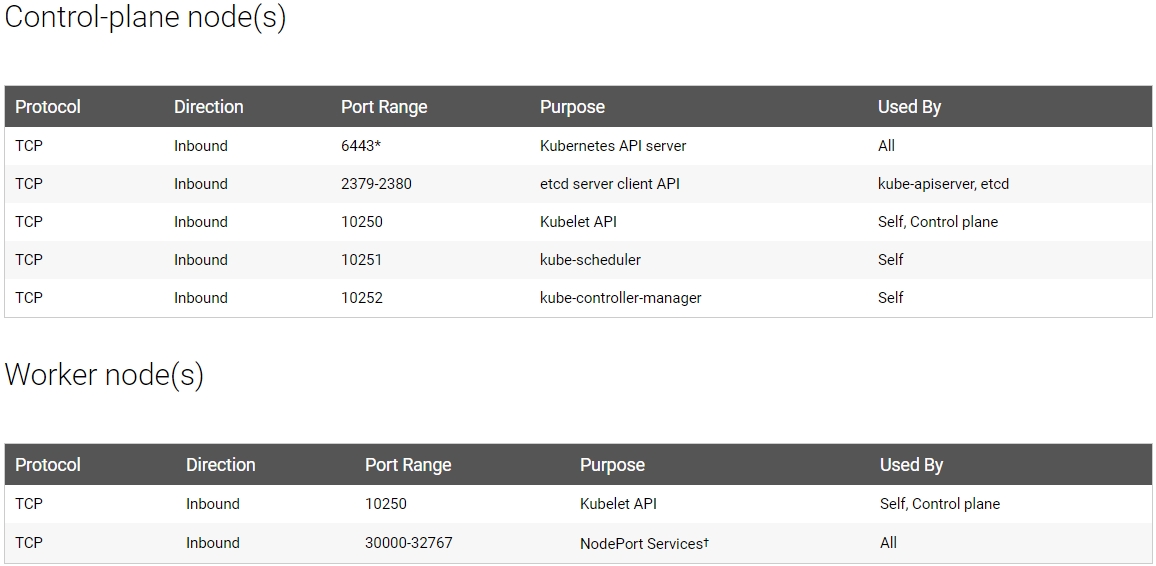 Control-plane node(s)
Protocol Direction Port Range Purpose Used By
TCP Inbound 6443* Kubernetes API server All
TCP Inbound 2379-2380 etcd server client API kube-apiserver, etcd
TCP Inbound 10250 Kubelet API Self, Control plane
TCP Inbound 10251 kube-scheduler Self
TCP Inbound 10252 kube-controller-manager Self
Worker node(s)
Protocol Direction Port Range Purpose Used By
TCP Inbound 10250 Kubelet API Self, Control plane
TCP Inbound 30000-32767 NodePort Services† All